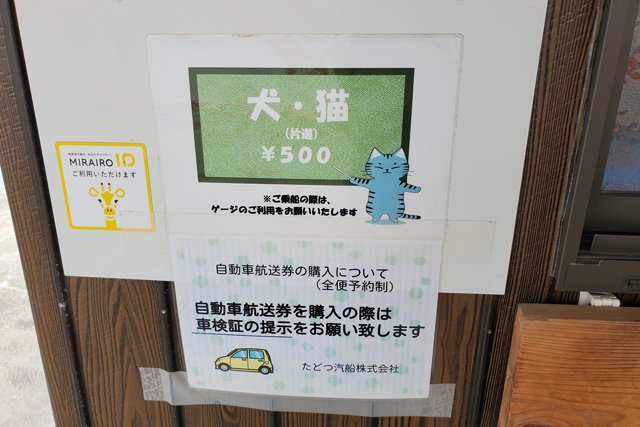 犬・猫
(片道)
￥500
※ご乗船の際は、
ゲージのご利用をお願いいたします
MIRAIRO ID
ご利用いただけます
自動車航送券の購入について
(全便予約制)
自動車航送券を購入の際は
車検証の提示をお願い致します
たどつ汽船株式会社